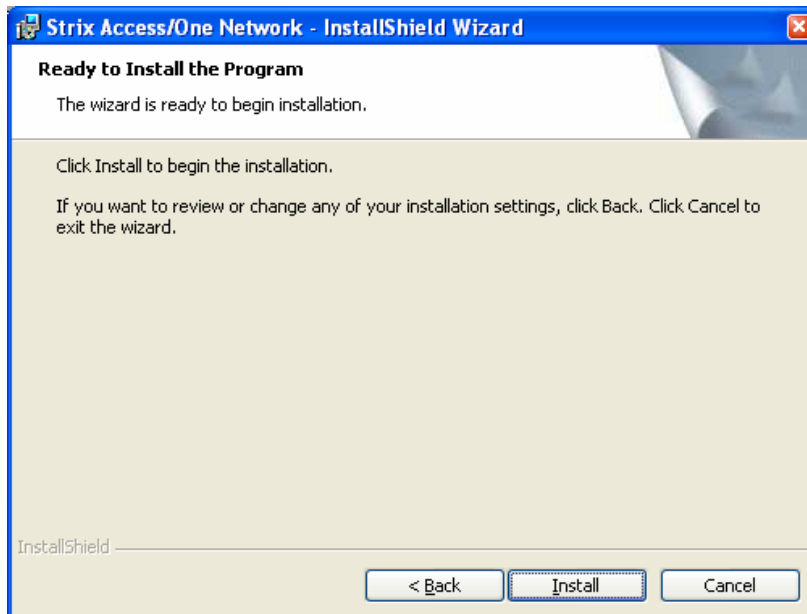 Strix Access/One Network - InstallShield Wizard
Ready to Install the Program
The wizard is ready to begin installation.
Click Install to begin the installation.
If you want to review or change any of your installation settings, click Back. Click Cancel to
exit the wizard.
InstallShield
< Back
Install
Cancel